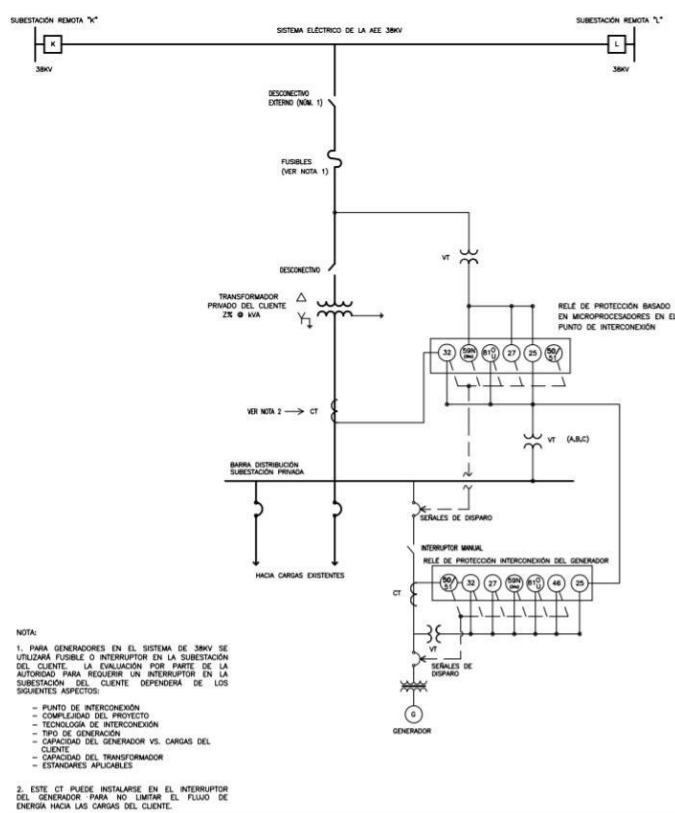 SUBESTACIÓN REMOTA "K"
SUBESTACIÓN REMOTA "L"
SISTEMA ELÉCTRICO DE LA AEE 38KV
K
L
38KV
38KV
DESCONECTIVO
EXTERNO (NÚM. 1)
FUSIBLES
(VER NOTA 1)
VT
DESCONECTIVO
TRANSFORMADOR
PRIVADO DEL CLIENTE
Z% @ kVA
RELÉ DE PROTECCIÓN BASADO
EN MICROPROCESADORES EN EL
PUNTO DE INTERCONEXIÓN
32 59N 81O/U 27 25 50/51
VER NOTA 2 CT
VT (A,B,C)
BARRA DISTRIBUCIÓN
SUBESTACIÓN PRIVADA
SEÑALES DE DISPARO
INTERRUPTOR MANUAL
RELÉ DE PROTECCIÓN INTERCONEXIÓN DEL GENERADOR
HACIA CARGAS EXISTENTES
50/51 32 27 59N 81O/U 46 25
CT
VT
SEÑALES DE
DISPARO
G
GENERADOR
NOTA:
1. PARA GENERADORES EN EL SISTEMA DE 38KV SE
UTILIZARÁ FUSIBLE O INTERRUPTOR EN LA SUBESTACIÓN
DEL CLIENTE. LA EVALUACIÓN POR PARTE DE LA
AUTORIDAD PARA REQUERIR UN INTERRUPTOR EN LA
SUBESTACIÓN DEL CLIENTE DEPENDERÁ DE LOS
SIGUIENTES ASPECTOS:
– PUNTO DE INTERCONEXIÓN
– COMPLEJIDAD DEL PROYECTO
– TECNOLOGÍA DE INTERCONEXIÓN
– TIPO DE GENERACIÓN
– CAPACIDAD DEL GENERADOR VS. CARGAS DEL
CLIENTE
– CAPACIDAD DEL TRANSFORMADOR
– ESTANDARES APLICABLES
2. ESTE CT PUEDE INSTALARSE EN EL INTERRUPTOR
DEL GENERADOR PARA NO LIMITAR EL FLUJO DE
ENERGÍA HACIA LAS CARGAS DEL CLIENTE.